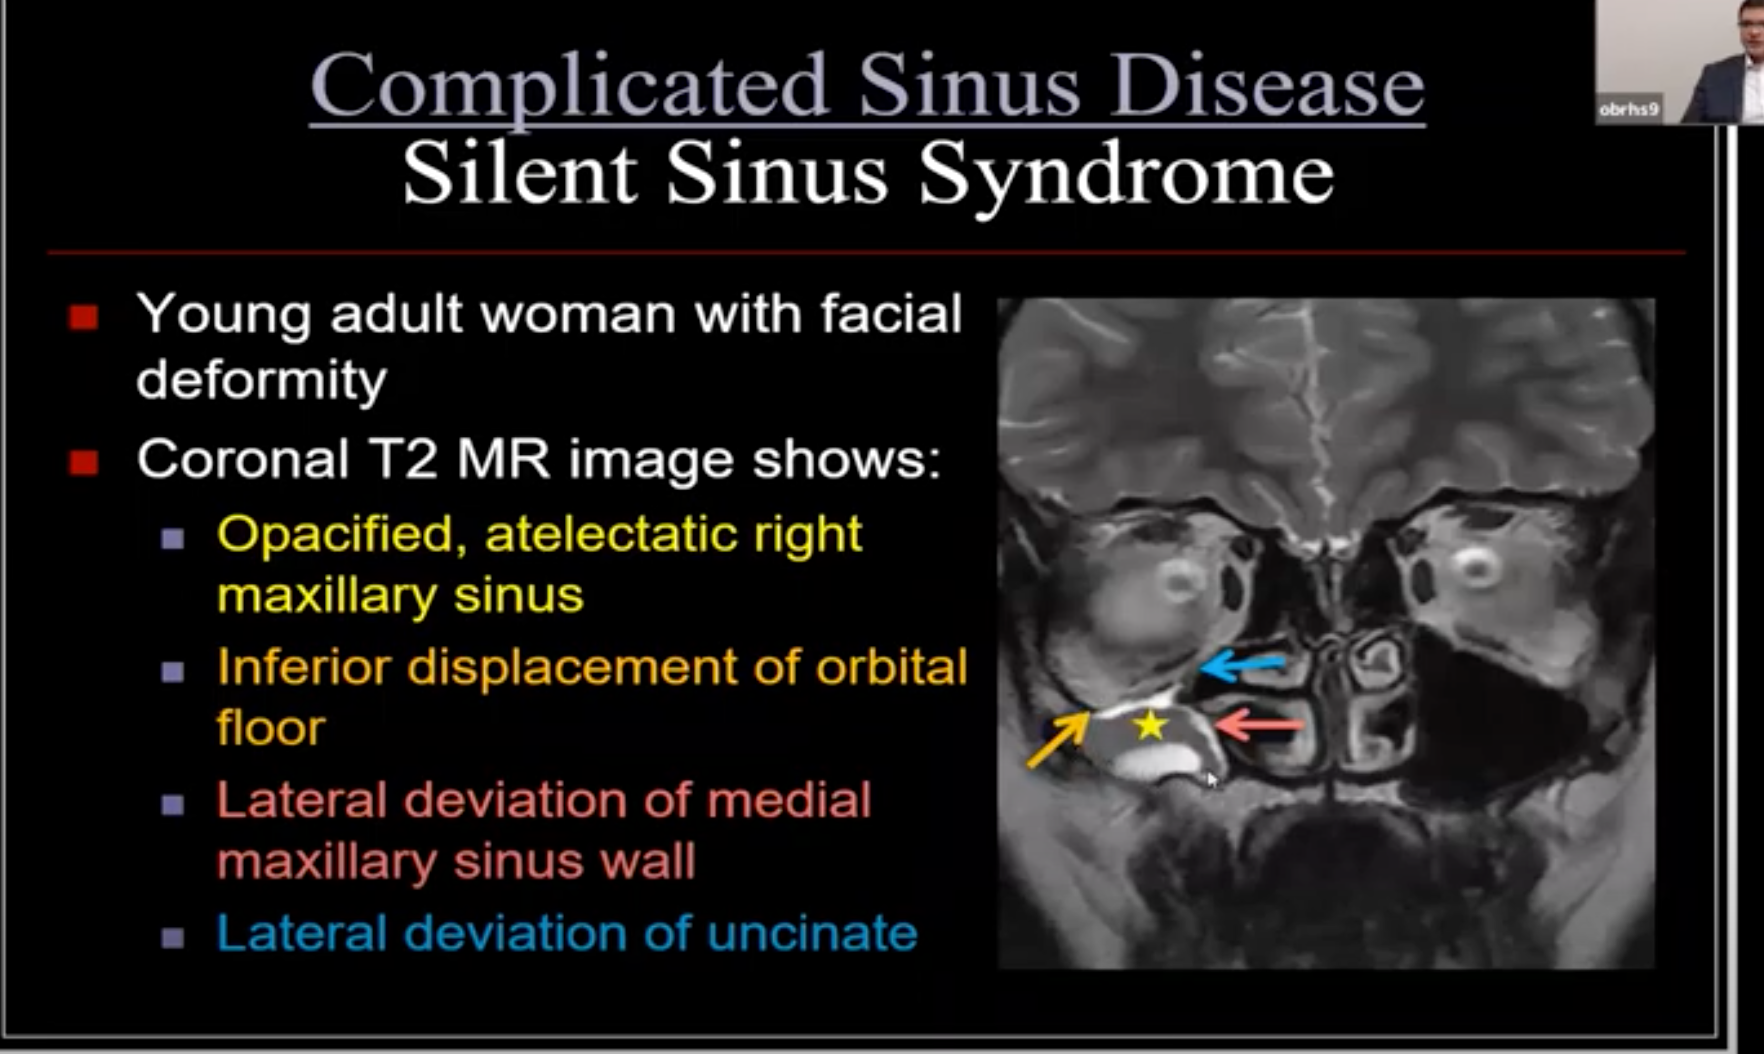 Complicated Sinus Disease
obrhs9
Silent Sinus Syndrome
Young adult woman with facial
deformity
Coronal T2 MR image shows:
Opacified, atelectatic right
maxillary sinus
Inferior displacement of orbital
floor
Lateral deviation of medial
maxillary sinus wall
Lateral deviation of uncinate